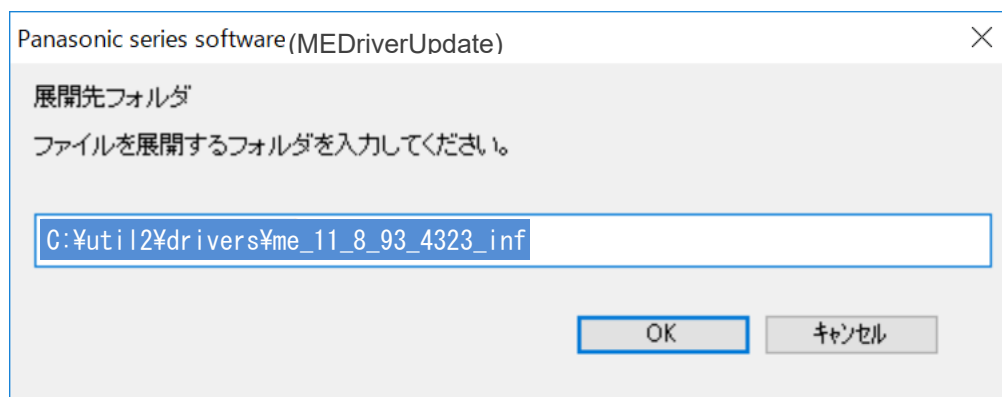 Panasonic series software(MEDriverUpdate)
展開先フォルダ
ファイルを展開するフォルダを入力してください。
C:¥util2¥drivers¥me_11_8_93_4323_inf
OK キャンセル